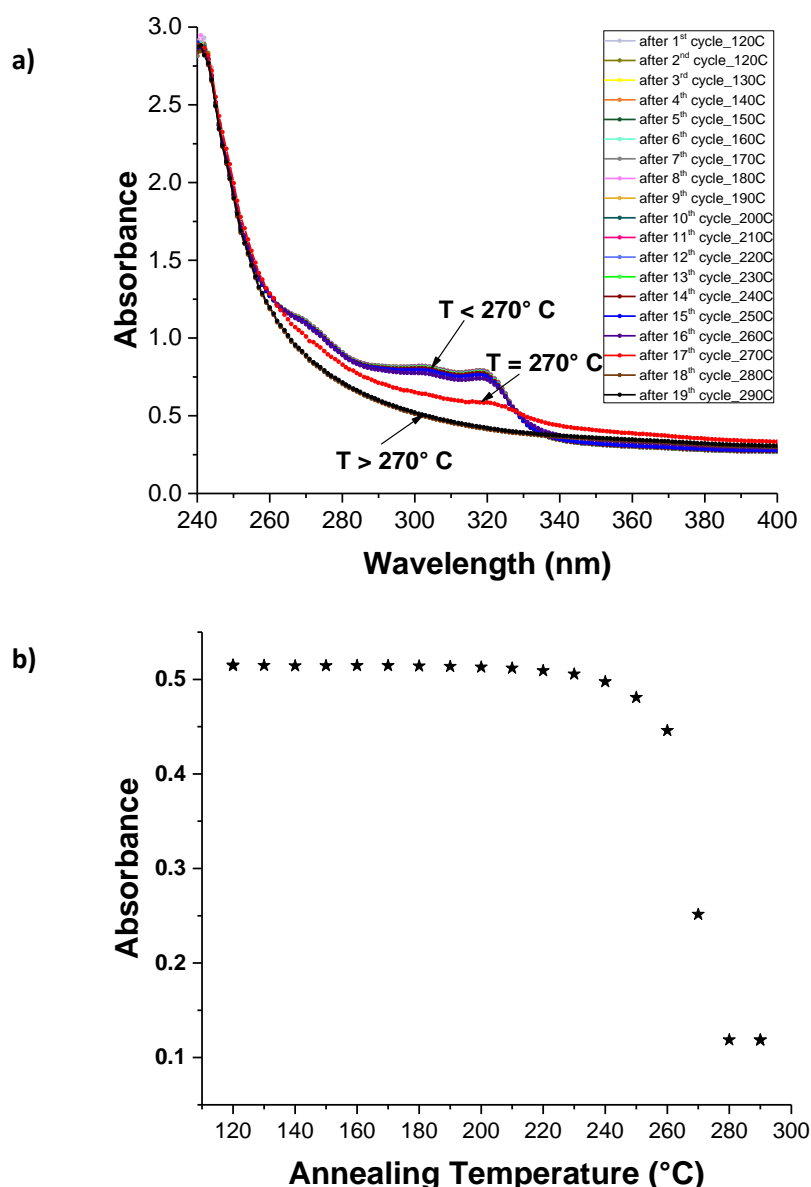 a)
3.0
2.5
2.0
1.5
1.0
0.5
0.0
Absorbance
240 260 280 300 320 340 360 380 400
Wavelength (nm)
T < 270° C
T = 270° C
T > 270° C
after 1st cycle_120C
after 2nd cycle_120C
after 3rd cycle_130C
after 4th cycle_140C
after 5th cycle_150C
after 6th cycle_160C
after 7th cycle_170C
after 8th cycle_180C
after 9th cycle_190C
after 10th cycle_200C
after 11th cycle_210C
after 12th cycle_220C
after 13th cycle_230C
after 14th cycle_240C
after 15th cycle_250C
after 16th cycle_260C
after 17th cycle_270C
after 18th cycle_280C
after 19th cycle_290C
b)
0.5
0.4
0.3
0.2
0.1
Absorbance
120 140 160 180 200 220 240 260 280 300
Annealing Temperature (°C)